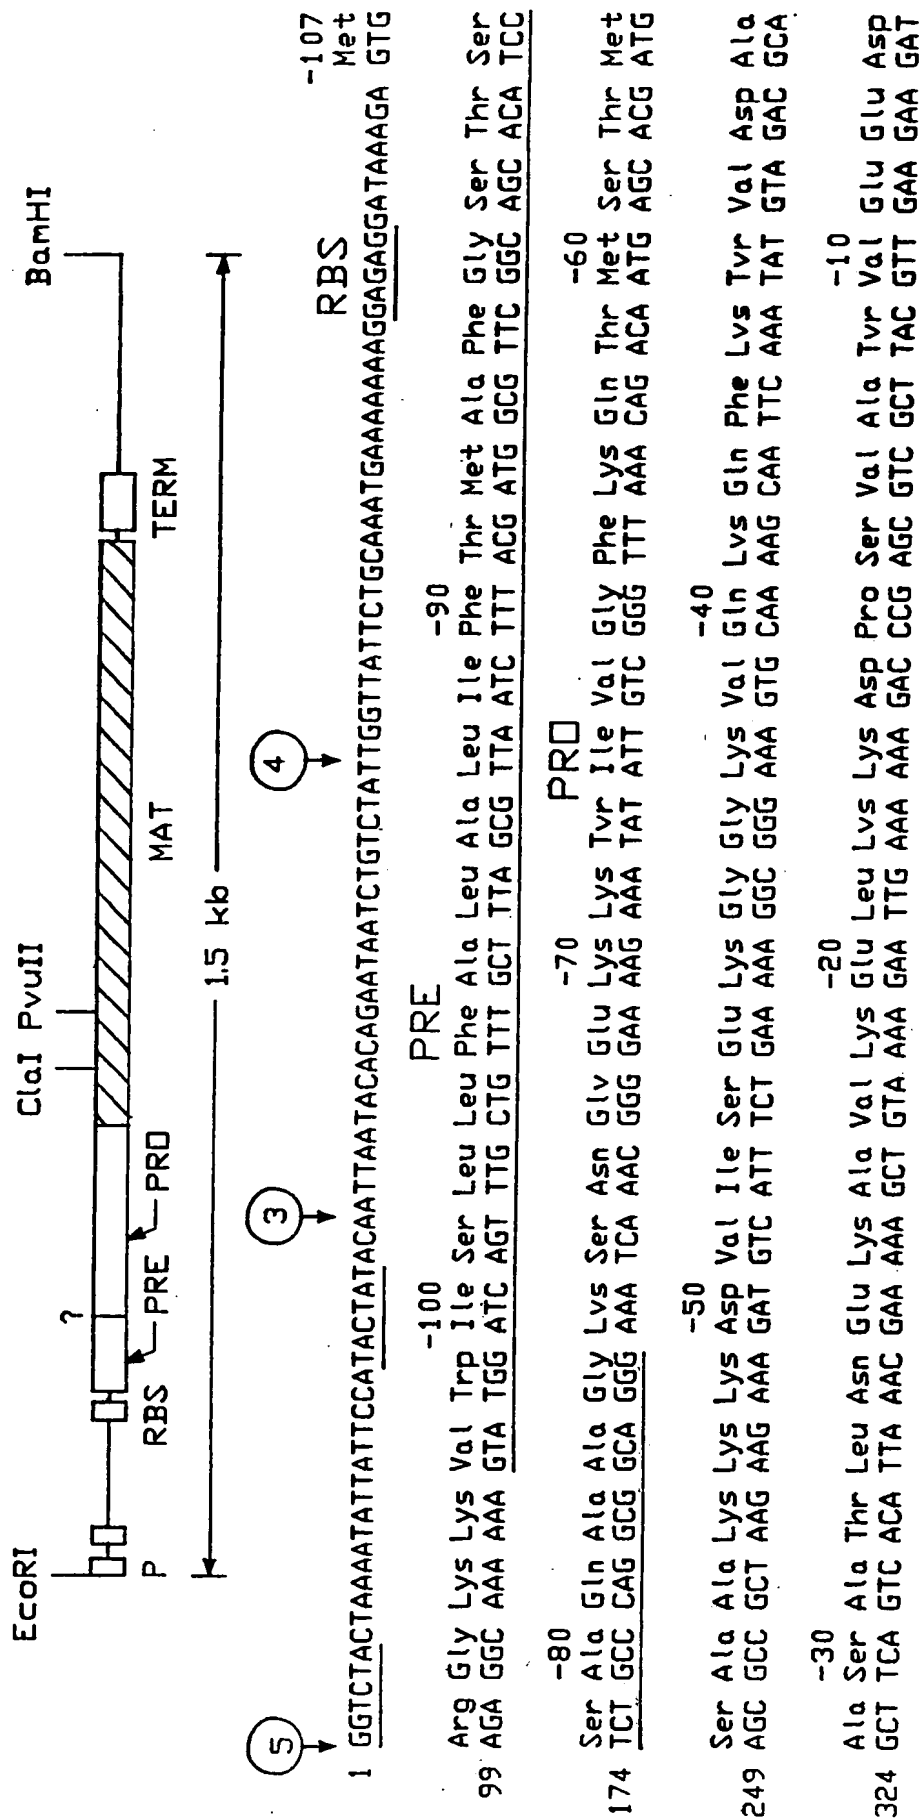 EcoRI ClaI PvuII BamHI
?
P RBS PRE PRO MAT TERM
1.5 kb
5 3 4
RBS -107
Met
1 GGTCTACTAAAATATTATTCCATACTATACAATTAATACACAGAATAATCTGTCTATTGGTTATTCTGCAAATGAAAAAAAGGAGAGGATAAAGA GTG
PRE
-100 -90
Arg Gly Lys Lys Val Trp Ile Ser Leu Leu Phe Ala Leu Ala Leu Ile Phe Thr Met Ala Phe Gly Ser Thr Ser
99 AGA GGC AAA AAA GTA TGG ATC AGT TTG CTG TTT GCT TTA GCG TTA ATC TTT ACG ATG GCG TTC GGC AGC ACA TCC
PRO
-80 -70 -60
Ser Ala Gln Ala Ala Gly Lvs Ser Asn Glv Glu Lys Lys Tvr Ile Val Gly Phe Lys Gln Thr Met Ser Thr Met
174 TCT GCC CAG GCG GCA GGG AAA TCA AAC GGG GAA AAG AAA TAT ATT GTC GGG TTT AAA CAG ACA ATG AGC ACG ATG
-50 -40
Ser Ala Ala Lys Lys Lys Asp Val Ile Ser Glu Lys Gly Gly Lys Val Gln Lvs Gln Phe Lvs Tvr Val Asp Ala
249 AGC GCC GCT AAG AAG AAA GAT GTC ATT TCT GAA AAA GGC GGG AAA GTG CAA AAG CAA TTC AAA TAT GTA GAC GCA
-30 -20 -10
Ala Ser Ala Thr Leu Asn Glu Lys Ala Val Lys Glu Leu Lvs Lys Asp Pro Ser Val Ala Tvr Val Glu Glu Asp
324 GCT TCA GTC ACA TTA AAC GAA AAA GCT GTA AAA GAA TTG AAA AAA GAC CCG AGC GTC GCT TAC GTT GAA GAA GAT